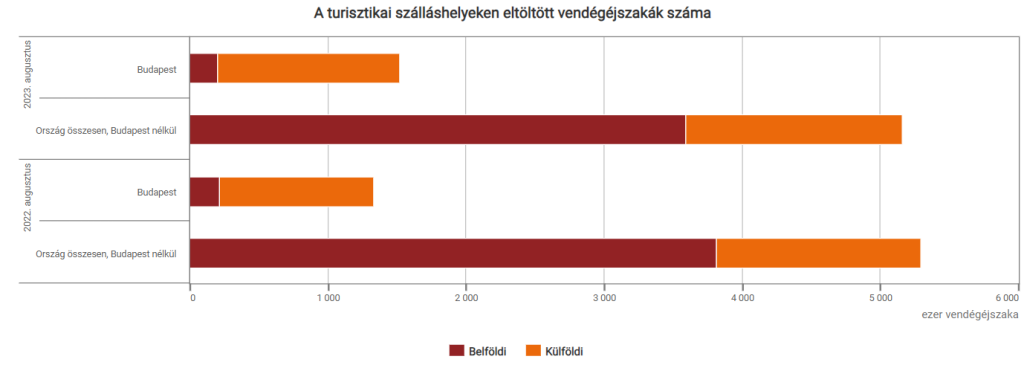 A turisztikai szálláshelyeken eltöltött vendégéjszakák száma
2023. augusztus
Budapest
Ország összesen, Budapest nélkül
2022. augusztus
Budapest
Ország összesen, Budapest nélkül
0 1 000 2 000 3 000 4 000 5 000 6 000
ezer vendégéjszaka
Belföldi Külföldi